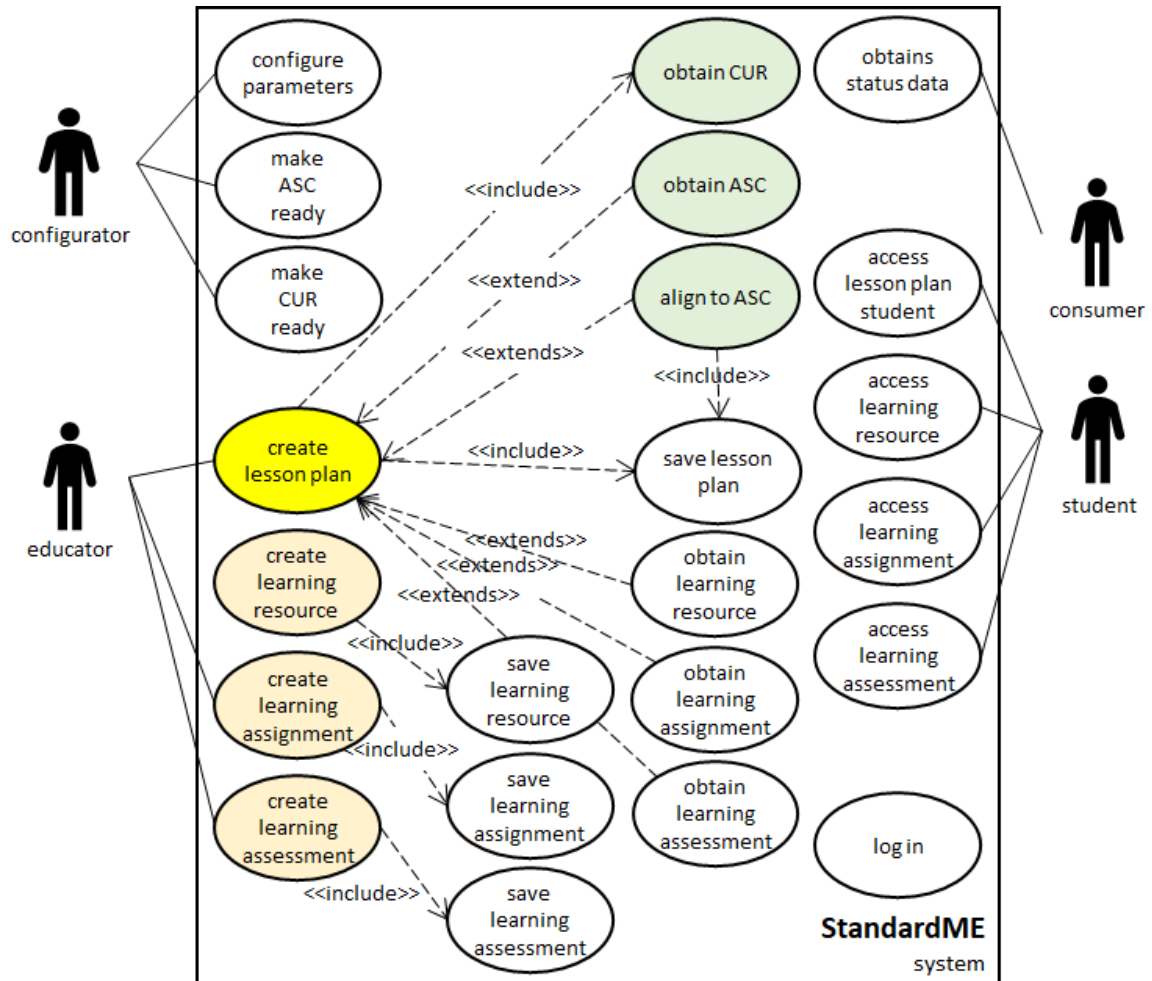 configure
parameters
make
ASC
ready
make
CUR
ready
configurator
educator
create
lesson plan
create
learning
resource
create
learning
assignment
create
learning
assessment
<<include>>
<<extend>>
<<extends>>
<<include>>
<<include>>
<<extends>>
<<extends>>
<<extends>>
<<include>>
<<include>>
<<include>>
save
learning
resource
save
learning
assignment
save
learning
assessment
obtain CUR
obtain ASC
align to ASC
save lesson
plan
obtain
learning
resource
obtain
learning
assignment
obtain
learning
assessment
obtains
status data
access
lesson plan
student
access
learning
resource
access
learning
assignment
access
learning
assessment
log in
consumer
student
StandardME
system